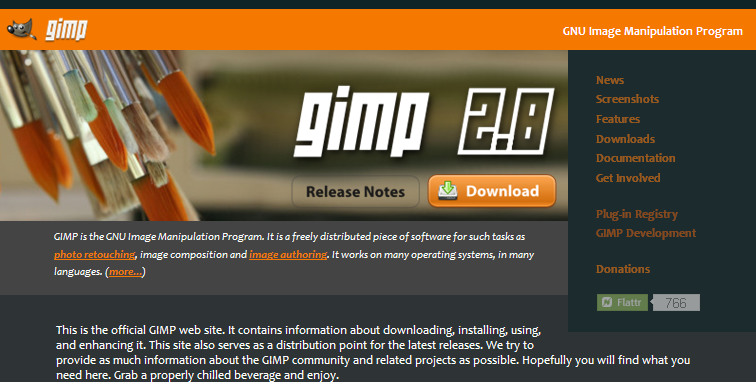 gimp
GNU Image Manipulation Program
gimp 2.8
Release Notes
Download
News
Screenshots
Features
Downloads
Documentation
Get Involved
Plug-in Registry
GIMP Development
Donations
Flattr
766
GIMP is the GNU Image Manipulation Program. It is a freely distributed piece of software for such tasks as
photo retouching, image composition and image authoring. It works on many operating systems, in many
languages. (more...)
This is the official GIMP web site. It contains information about downloading, installing, using,
and enhancing it. This site also serves as a distribution point for the latest releases. We try to
provide as much information about the GIMP community and related projects as possible. Hopefully you will find what you
need here. Grab a properly chilled beverage and enjoy.